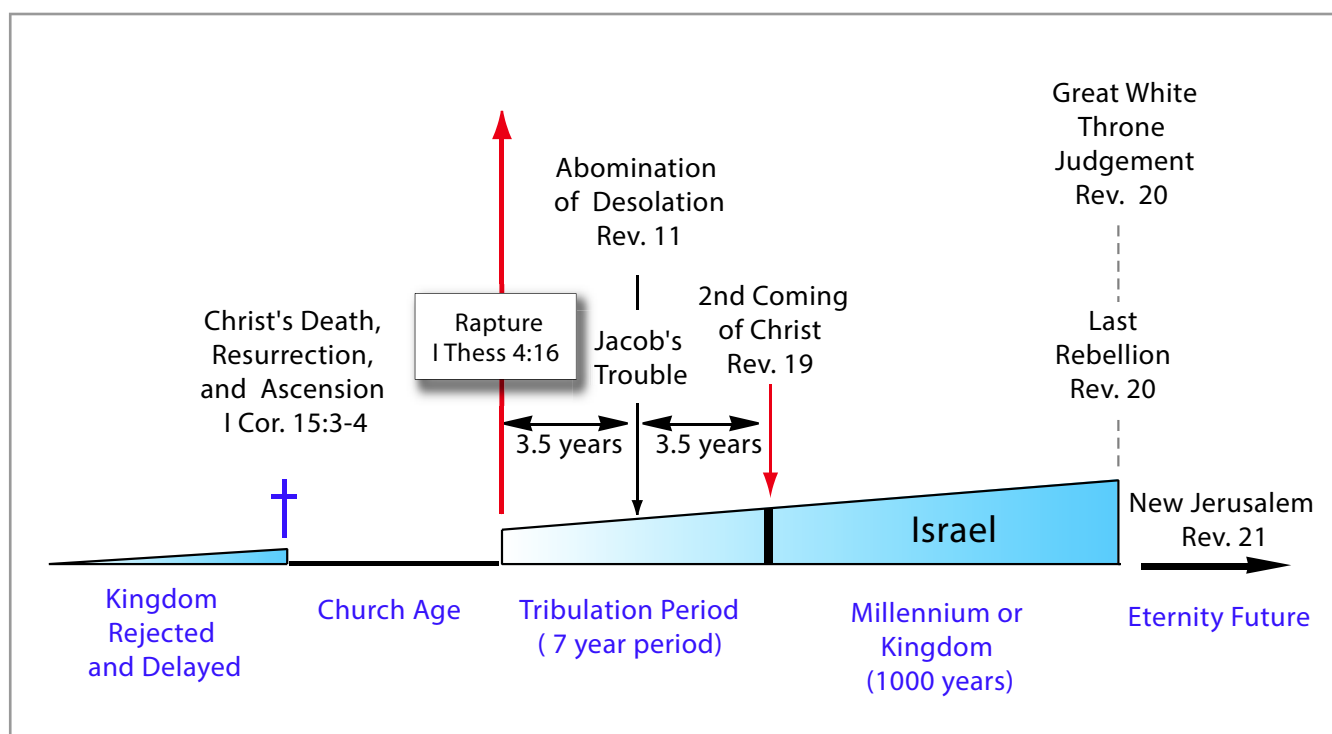 Great White
Throne
Judgement
Rev. 20
Abomination
of Desolation
Rev. 11
2nd Coming
of Christ
Rev. 19
Christ's Death,
Resurrection,
and Ascension
I Cor. 15:3-4
Rapture
I Thess 4:16
Jacob's
Trouble
Last
Rebellion
Rev. 20
3.5 years
3.5 years
Israel
New Jerusalem
Rev. 21
Kingdom
Rejected
and Delayed
Church Age
Tribulation Period
( 7 year period)
Millennium or
Kingdom
(1000 years)
Eternity Future